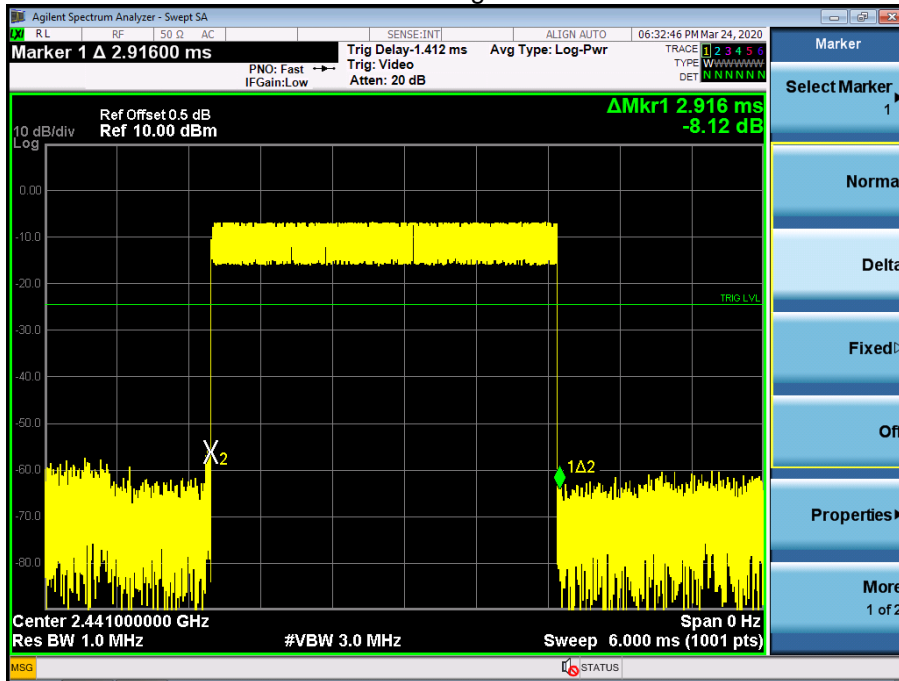 Agilent Spectrum Analyzer - Swept SA
LXI RL RF 50 Ω AC SENSE:INT ALIGN AUTO 06:32:46 PM Mar 24, 2020
Marker 1 Δ 2.91600 ms
PNO: Fast
IFGain:Low
Trig Delay-1.412 ms
Trig: Video
Atten: 20 dB
Avg Type: Log-Pwr
TRACE 1 2 3 4 5 6
TYPE WWWWWW
DET N N N N N N
Ref Offset 0.5 dB
10 dB/div Ref 10.00 dBm
Log
ΔMkr1 2.916 ms
-8.12 dB
0.00
-10.0
-20.0
TRIG LVL
-30.0
-40.0
-50.0
X2
-60.0
1Δ2
-70.0
-80.0
Center 2.441000000 GHz Span 0 Hz
Res BW 1.0 MHz #VBW 3.0 MHz Sweep 6.000 ms (1001 pts)
MSG STATUS
Marker
Select Marker
1
Norma
Delta
Fixed
Off
Properties
More
1 of 2